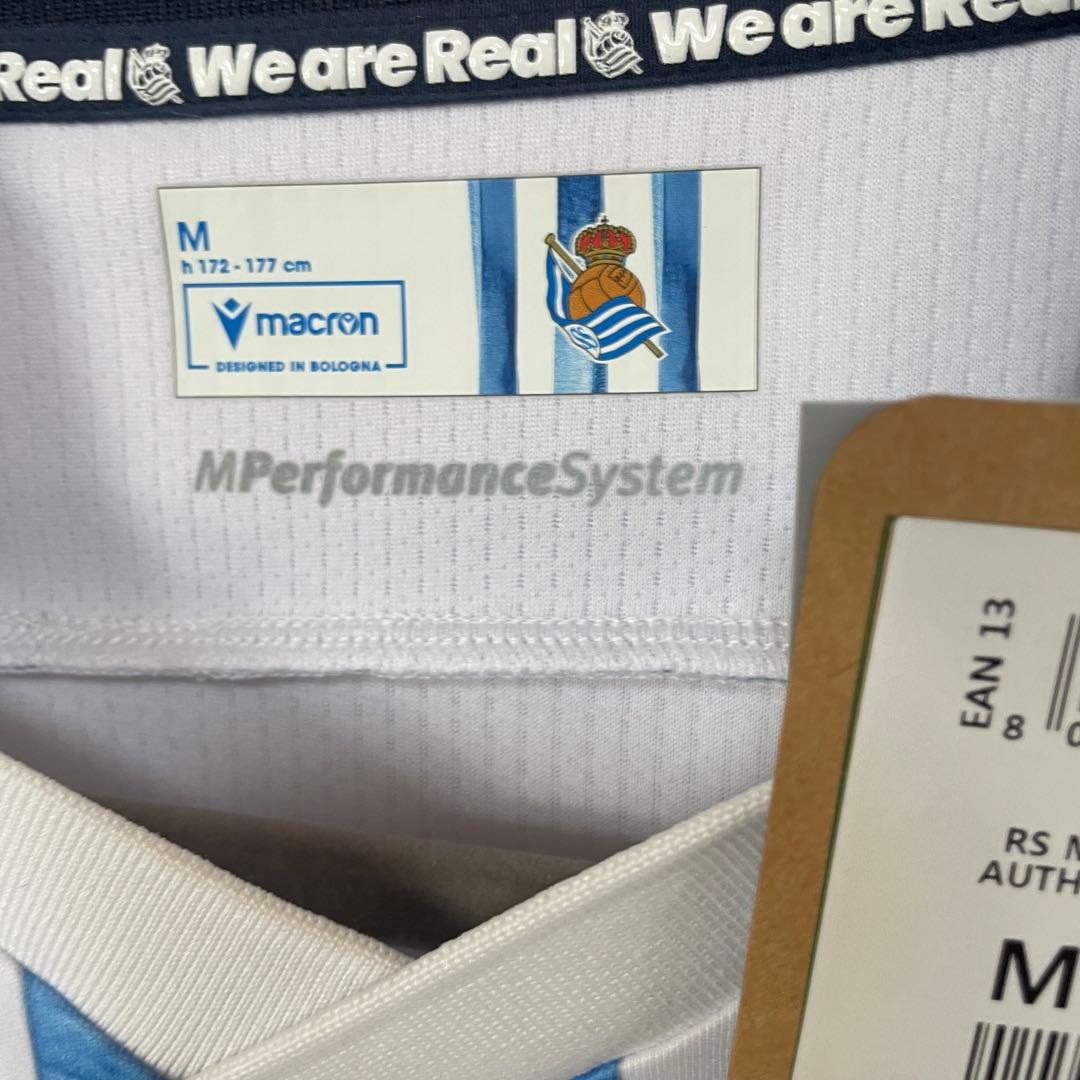 Real We are Real We are Real
M
h 172 - 177 cm
macron
DESIGNED IN BOLOGNA
MPerformanceSystem
EAN 13
8 0
RS
AUTH
M